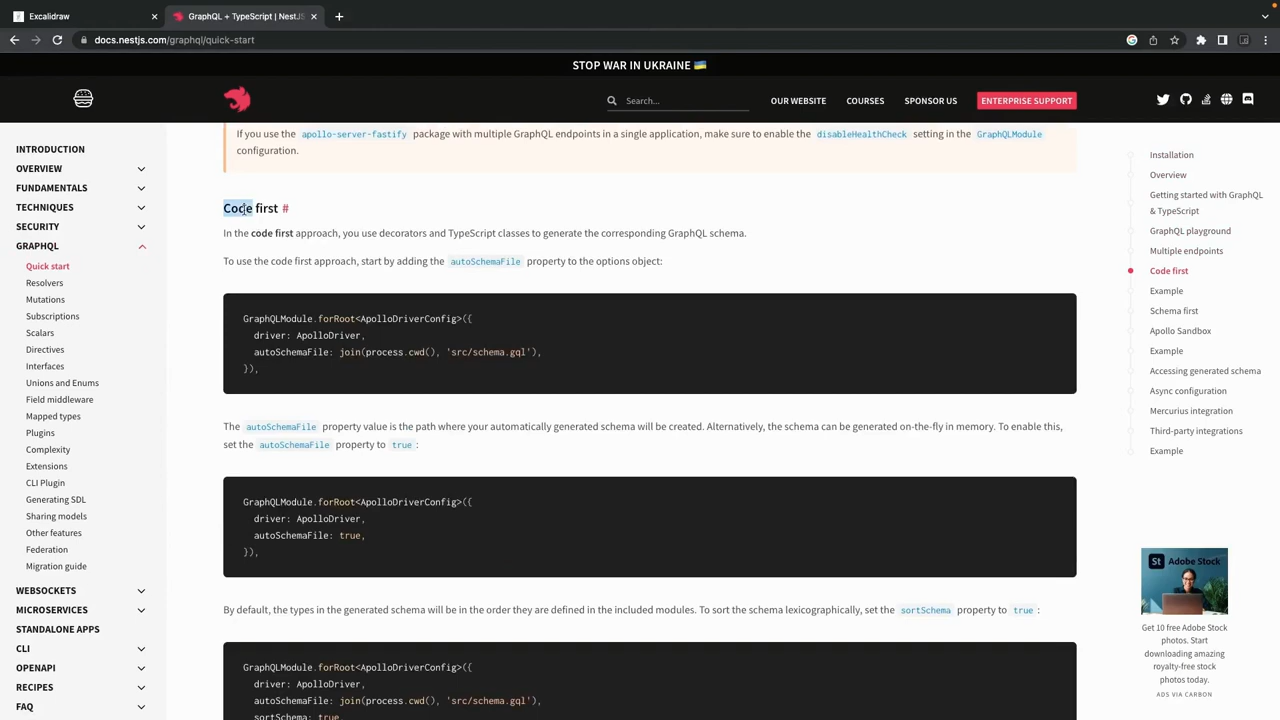 Excalidraw
GraphQL + TypeScript | NestJS
docs.nestjs.com/graphql/quick-start
STOP WAR IN UKRAINE 🇺🇦
Search...
OUR WEBSITE
COURSES
SPONSOR US
ENTERPRISE SUPPORT
INTRODUCTION
OVERVIEW
FUNDAMENTALS
TECHNIQUES
SECURITY
GRAPHQL
Quick start
Resolvers
Mutations
Subscriptions
Scalars
Directives
Interfaces
Unions and Enums
Field middleware
Mapped types
Plugins
Complexity
Extensions
CLI Plugin
Generating SDL
Sharing models
Other features
Federation
Migration guide
WEBSOCKETS
MICROSERVICES
STANDALONE APPS
CLI
OPENAPI
RECIPES
FAQ
If you use the apollo-server-fastify package with multiple GraphQL endpoints in a single application, make sure to enable the disableHealthCheck setting in the GraphQLModule
configuration.
Code first #
In the code first approach, you use decorators and TypeScript classes to generate the corresponding GraphQL schema.
To use the code first approach, start by adding the autoSchemaFile property to the options object:
GraphQLModule.forRoot<ApolloDriverConfig>({
driver: ApolloDriver,
autoSchemaFile: join(process.cwd(), 'src/schema.gql'),
}),
The autoSchemaFile property value is the path where your automatically generated schema will be created. Alternatively, the schema can be generated on-the-fly in memory. To enable this,
set the autoSchemaFile property to true :
GraphQLModule.forRoot<ApolloDriverConfig>({
driver: ApolloDriver,
autoSchemaFile: true,
}),
By default, the types in the generated schema will be in the order they are defined in the included modules. To sort the schema lexicographically, set the sortSchema property to true :
GraphQLModule.forRoot<ApolloDriverConfig>({
driver: ApolloDriver,
autoSchemaFile: join(process.cwd(), 'src/schema.gql'),
sortSchema: true,
Installation
Overview
Getting started with GraphQL
& TypeScript
GraphQL playground
Multiple endpoints
Code first
Example
Schema first
Apollo Sandbox
Example
Accessing generated schema
Async configuration
Mercurius integration
Third-party integrations
Example
St Adobe Stock
Get 10 free Adobe Stock
photos. Start
downloading amazing
royalty-free stock
photos today.
ADS VIA CARBON